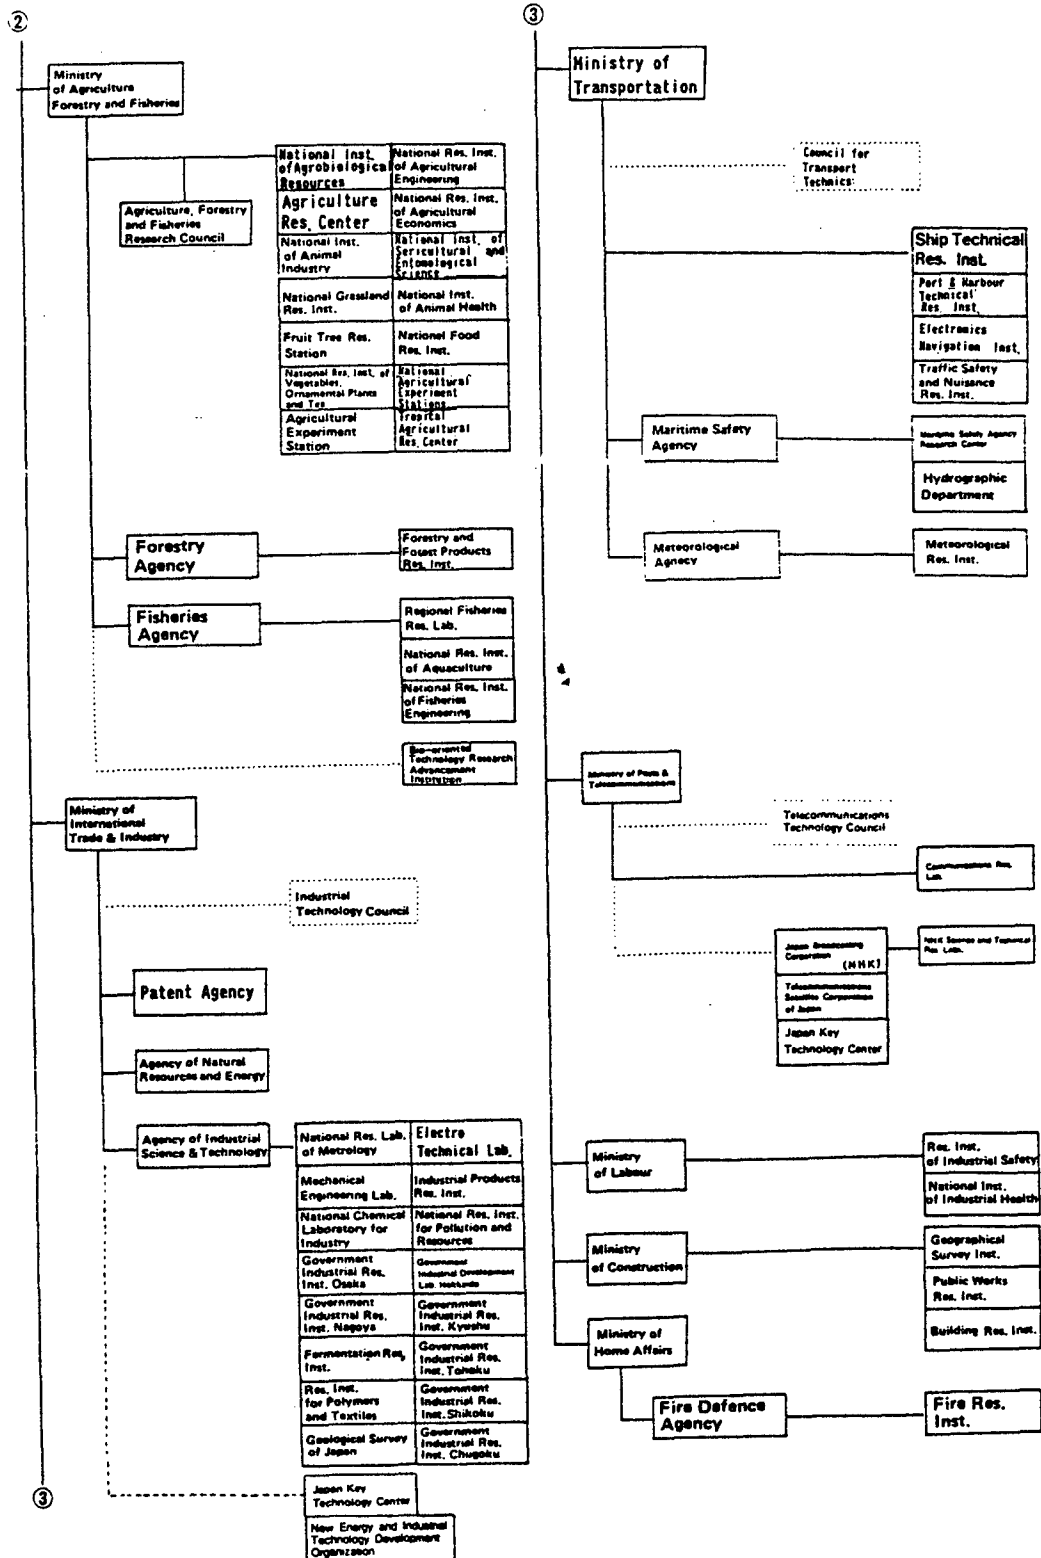 ②
Ministry
of Agriculture
Forestry and Fisheries
Agriculture, Forestry
and Fisheries
Research Council
National Inst.
of Agrobiological
Resources
National Res. Inst.
of Agricultural
Engineering
Agriculture
Res. Center
National Res. Inst.
of Agricultural
Economics
National Inst.
of Animal
Industry
National Inst. of
Sericultural and
Entomological
Science
National Grassland
Res. Inst.
National Inst.
of Animal Health
Fruit Tree Res.
Station
National Food
Res. Inst.
National Res. Inst. of
Vegetables,
Ornamental Plants
and Tea
National
Agricultural
Experiment
Stations
Agricultural
Experiment
Station
Tropical
Agricultural
Res. Center
Forestry
Agency
Forestry and
Forest Products
Res. Inst.
Fisheries
Agency
Regional Fisheries
Res. Lab.
National Res. Inst.
of Aquaculture
National Res. Inst.
of Fisheries
Engineering
Bio-oriented
Technology Research
Advancement
Institution
Ministry of
International
Trade & Industry
Industrial
Technology Council
Patent Agency
Agency of Natural
Resources and Energy
Agency of Industrial
Science & Technology
National Res. Lab.
of Metrology
Electro
Technical Lab.
Mechanical
Engineering Lab.
Industrial Products
Res. Inst.
National Chemical
Laboratory for
Industry
National Res. Inst.
for Pollution and
Resources
Government
Industrial Res.
Inst. Osaka
Government
Industrial Development
Lab. Hokkaido
Government
Industrial Res.
Inst. Nagoya
Government
Industrial Res.
Inst. Kyushu
Fermentation Res.
Inst.
Government
Industrial Res.
Inst. Tohoku
Res. Inst.
for Polymers
and Textiles
Government
Industrial Res.
Inst. Shikoku
Geological Survey
of Japan
Government
Industrial Res.
Inst. Chugoku
Japan Key
Technology Center
New Energy and Industrial
Technology Development
Organization
③
③
Ministry of
Transportation
Council for
Transport
Technics
Ship Technical
Res. Inst.
Port & Harbour
Technical
Res. Inst.
Electronics
Navigation Inst.
Traffic Safety
and Nuisance
Res. Inst.
Maritime Safety
Agency
Maritime Safety Agency
Research Center
Hydrographic
Department
Meteorological
Agnecy
Meteorological
Res. Inst.
Ministry of Posts &
Telecommunications
Telecommunications
Technology Council
Communications Res.
Lab.
Japan Broadcasting
Corporation
(NHK)
NHK Science and Technical
Res. Labs.
Telecommunications
Satellite Corporation
of Japan
Japan Key
Technology Center
Ministry
of Labour
Res. Inst.
of Industrial Safety
National Inst.
of Industrial Health
Ministry
of Construction
Geographical
Survey Inst.
Public Works
Res. Inst.
Building Res. Inst.
Ministry of
Home Affairs
Fire Defence
Agency
Fire Res.
Inst.